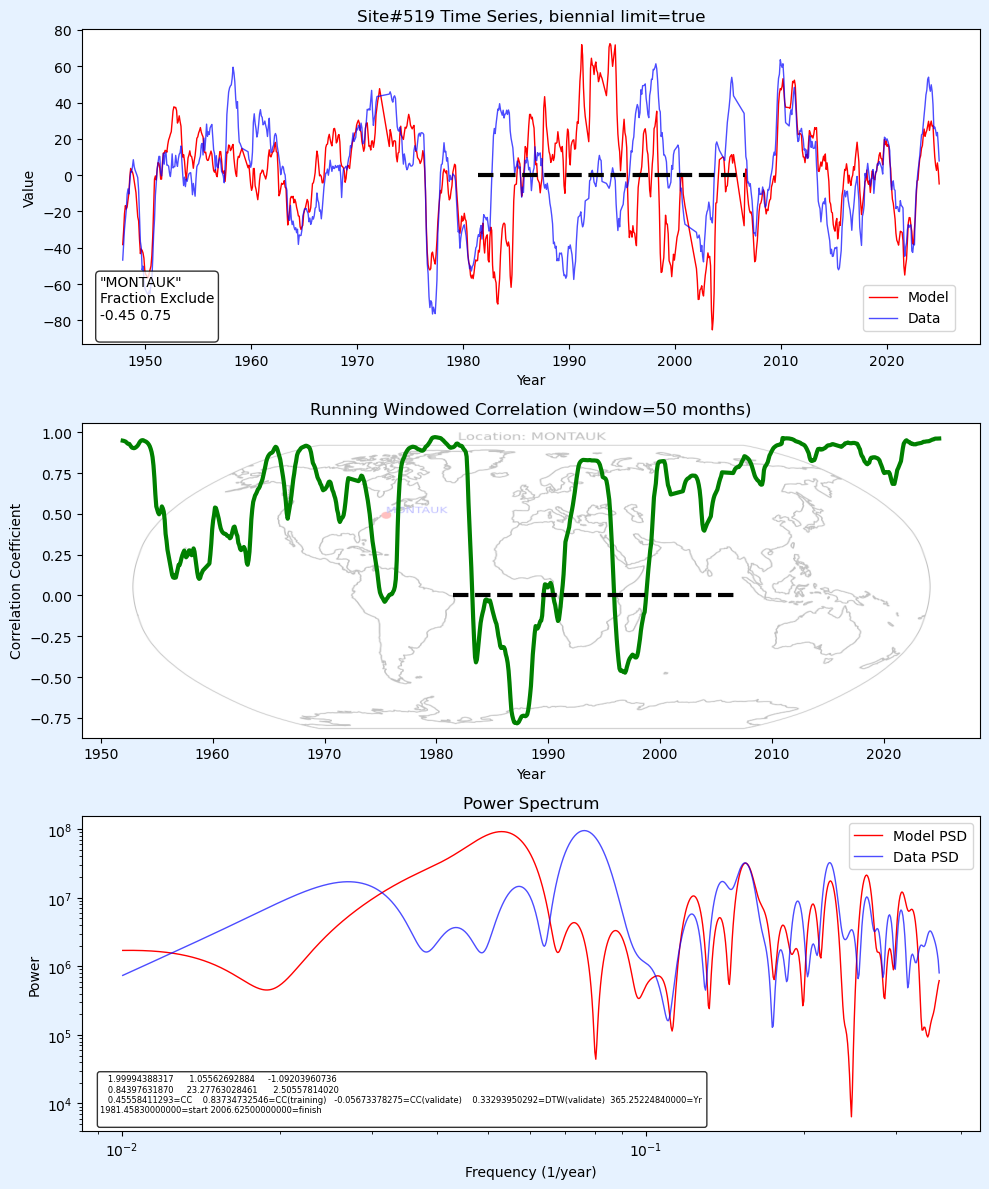 Site#519 Time Series, biennial limit=true
Value
80
60
40
20
0
−20
−40
−60
−80
"MONTAUK"
Fraction Exclude
-0.45 0.75
Model
Data
1950
1960
1970
1980
1990
2000
2010
2020
Year
Running Windowed Correlation (window=50 months)
Location: MONTAUK
MONTAUK
Correlation Coefficient
1.00
0.75
0.50
0.25
0.00
−0.25
−0.50
−0.75
1950
1960
1970
1980
1990
2000
2010
2020
Year
Power Spectrum
Model PSD
Data PSD
Power
10^8
10^7
10^6
10^5
10^4
1.99994388317 1.05562692884 -1.09203960736
0.84397631870 23.27763028461 2.50557814020
0.45558411293=CC 0.83734732546=CC(training) -0.05673378275=CC(validate) 0.33293950292=DTW(validate) 365.25224840000=Yr
1981.45830000000=start 2006.62500000000=finish
10^−2
10^−1
Frequency (1/year)